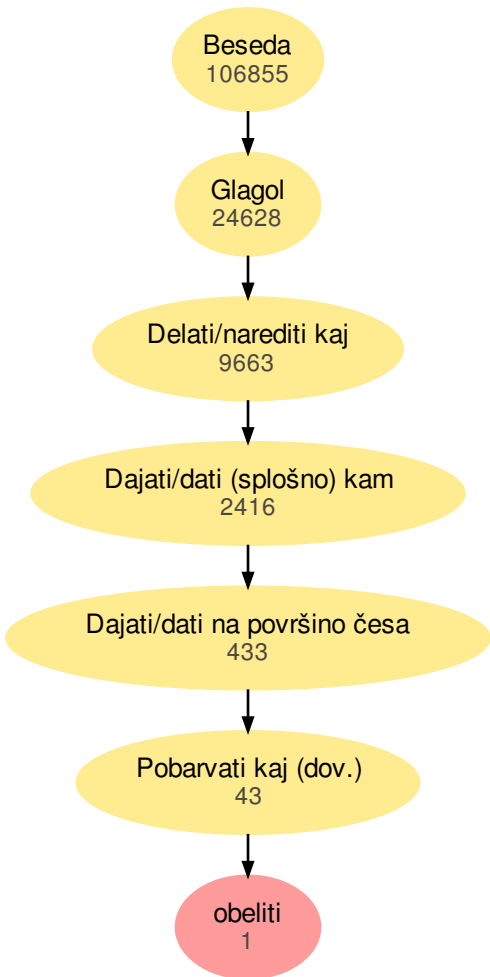 Beseda
106855
Glagol
24628
Delati/narediti kaj
9663
Dajati/dati (splošno) kam
2416
Dajati/dati na površino česa
433
Pobarvati kaj (dov.)
43
obeliti
1